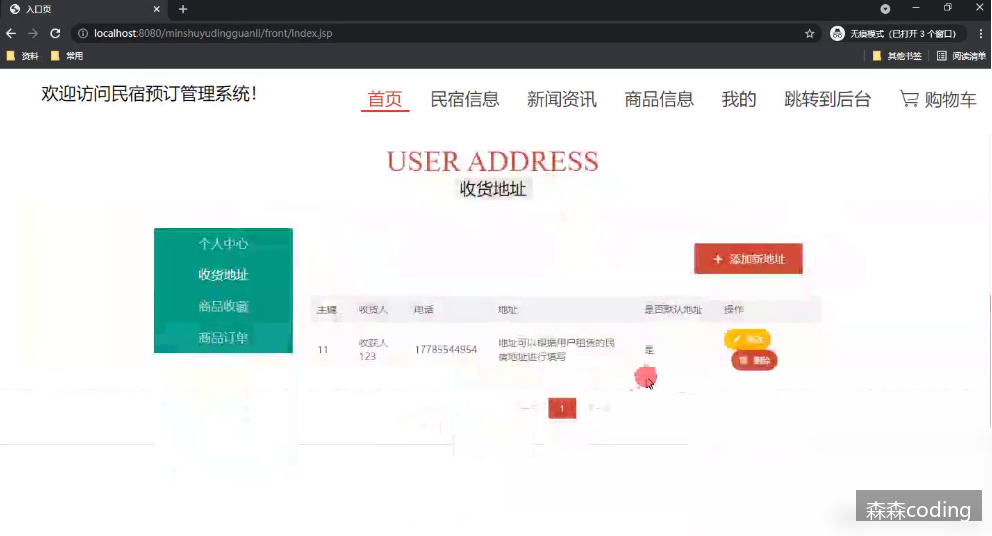 入口页
localhost:8080/minshuyudingguanli/front/index.jsp
无痕模式（已打开 3 个窗口）
资料 常用 其他书签 阅读清单
欢迎访问民宿预订管理系统！
首页 民宿信息 新闻资讯 商品信息 我的 跳转到后台 购物车
USER ADDRESS
收货地址
个人中心
收货地址
商品收藏
商品订单
添加新地址
主键 收货人 电话 地址 是否默认地址 操作
11 收获人123 17785544954 地址可以根据用户租赁的民宿地址进行填写 是 修改
删除
1
森森coding